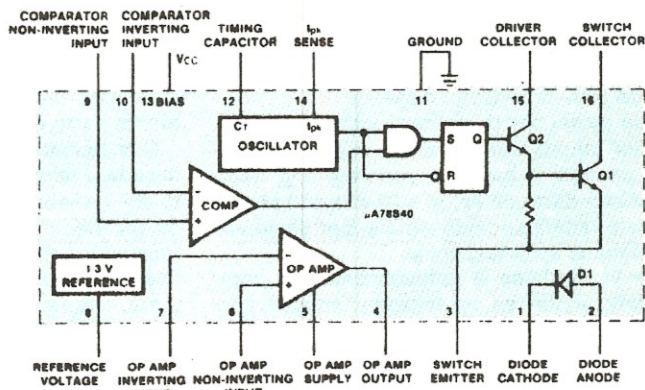 COMPARATOR
NON-INVERTING
INPUT
COMPARATOR
INVERTING
INPUT
VCC
TIMING
CAPACITOR
Ipk
SENSE
GROUND
DRIVER
COLLECTOR
SWITCH
COLLECTOR
9
10
13 BIAS
12
14
11
15
16
CT
Ipk
OSCILLATOR
S
Q
R
Q2
Q1
μA78S40
-
COMP
+
-
OP AMP
+
1 3 V
REFERENCE
D1
8
7
6
5
4
3
1
2
REFERENCE
VOLTAGE
OP AMP
INVERTING
OP AMP
NON-INVERTING
OP AMP
SUPPLY
OP AMP
OUTPUT
SWITCH
EMITTER
DIODE
CATHODE
DIODE
ANODE